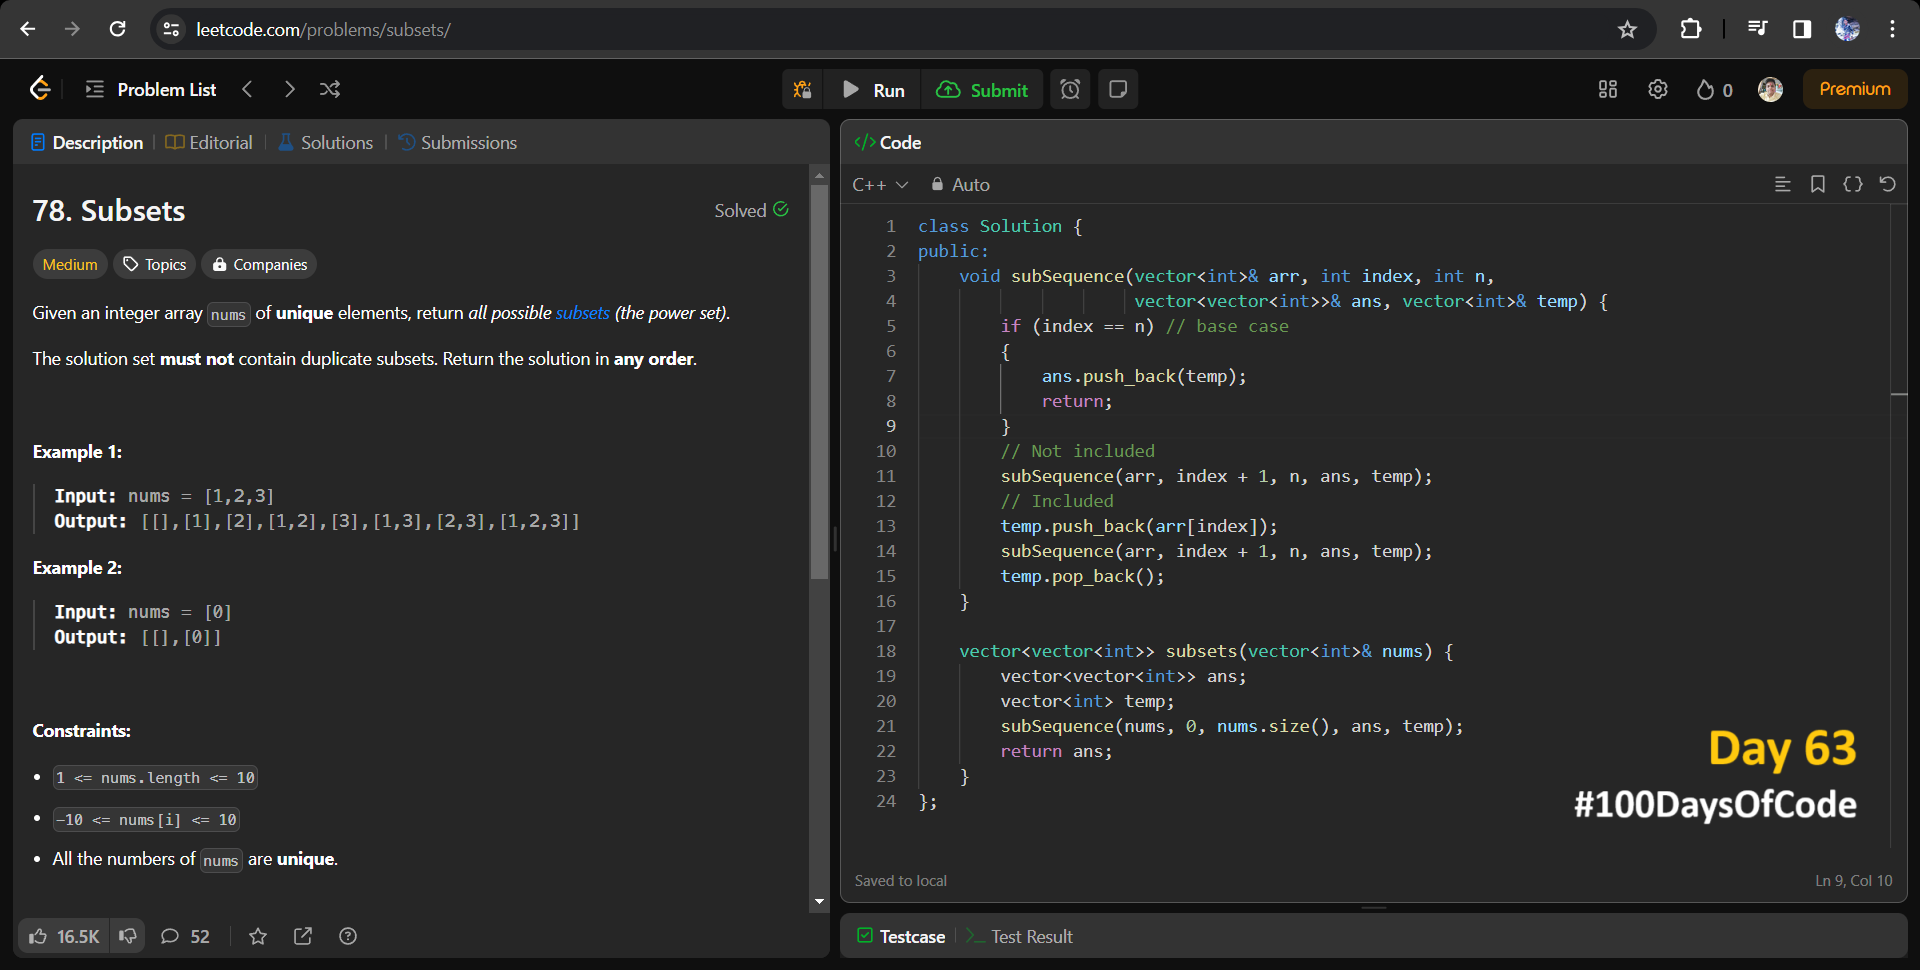 leetcode.com/problems/subsets/
Problem List
Run
Submit
0
Premium
Description
Editorial
Solutions
Submissions
78. Subsets
Solved
Medium
Topics
Companies
Given an integer array nums of unique elements, return all possible subsets (the power set).
The solution set must not contain duplicate subsets. Return the solution in any order.
Example 1:
Input: nums = [1,2,3]
Output: [[],[1],[2],[1,2],[3],[1,3],[2,3],[1,2,3]]
Example 2:
Input: nums = [0]
Output: [[],[0]]
Constraints:
• 1 <= nums.length <= 10
• -10 <= nums[i] <= 10
• All the numbers of nums are unique.
16.5K
52
</> Code
C++
Auto
1 class Solution {
2 public:
3     void subSequence(vector<int>& arr, int index, int n,
4                      vector<vector<int>>& ans, vector<int>& temp) {
5         if (index == n) // base case
6         {
7             ans.push_back(temp);
8             return;
9         }
10         // Not included
11         subSequence(arr, index + 1, n, ans, temp);
12         // Included
13         temp.push_back(arr[index]);
14         subSequence(arr, index + 1, n, ans, temp);
15         temp.pop_back();
16     }
17
18     vector<vector<int>> subsets(vector<int>& nums) {
19         vector<vector<int>> ans;
20         vector<int> temp;
21         subSequence(nums, 0, nums.size(), ans, temp);
22         return ans;
23     }
24 };
Day 63
#100DaysOfCode
Saved to local
Ln 9, Col 10
Testcase
Test Result